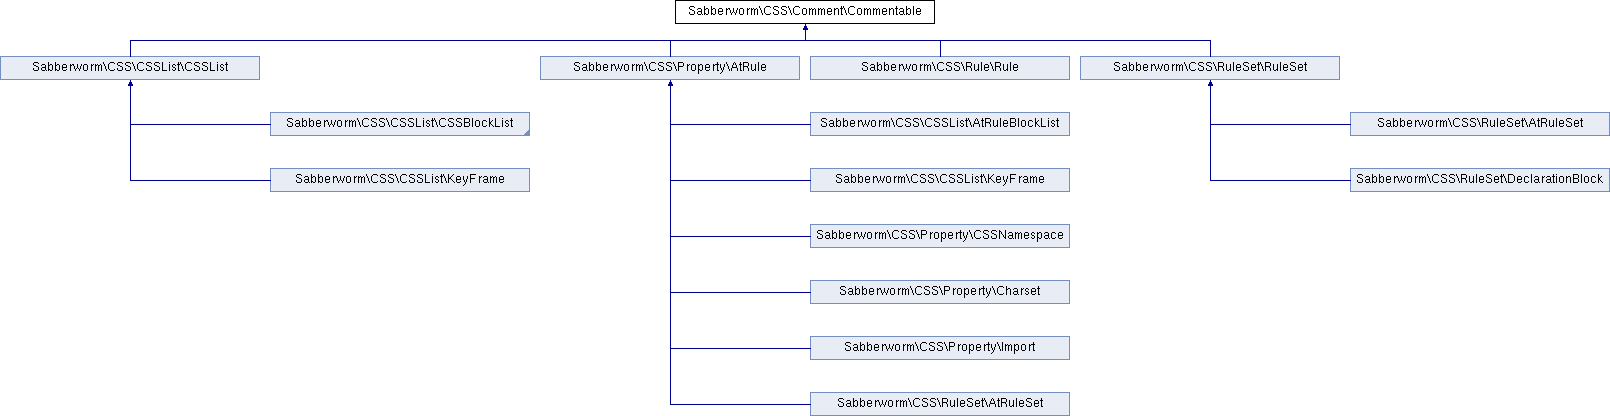 Sabberworm\CSS\Comment\Commentable
Sabberworm\CSS\CSSList\CSSList
Sabberworm\CSS\Property\AtRule
Sabberworm\CSS\Rule\Rule
Sabberworm\CSS\RuleSet\RuleSet
Sabberworm\CSS\CSSList\CSSBlockList
Sabberworm\CSS\CSSList\AtRuleBlockList
Sabberworm\CSS\RuleSet\AtRuleSet
Sabberworm\CSS\CSSList\KeyFrame
Sabberworm\CSS\CSSList\KeyFrame
Sabberworm\CSS\RuleSet\DeclarationBlock
Sabberworm\CSS\Property\CSSNamespace
Sabberworm\CSS\Property\Charset
Sabberworm\CSS\Property\Import
Sabberworm\CSS\RuleSet\AtRuleSet